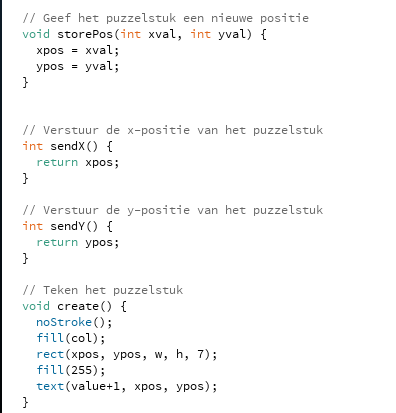 // Geef het puzzelstuk een nieuwe positie
void storePos(int xval, int yval) {
xpos = xval;
ypos = yval;
}
// Verstuur de x-positie van het puzzelstuk
int sendX() {
return xpos;
}
// Verstuur de y-positie van het puzzelstuk
int sendY() {
return ypos;
}
// Teken het puzzelstuk
void create() {
noStroke();
fill(col);
rect(xpos, ypos, w, h, 7);
fill(255);
text(value+1, xpos, ypos);
}